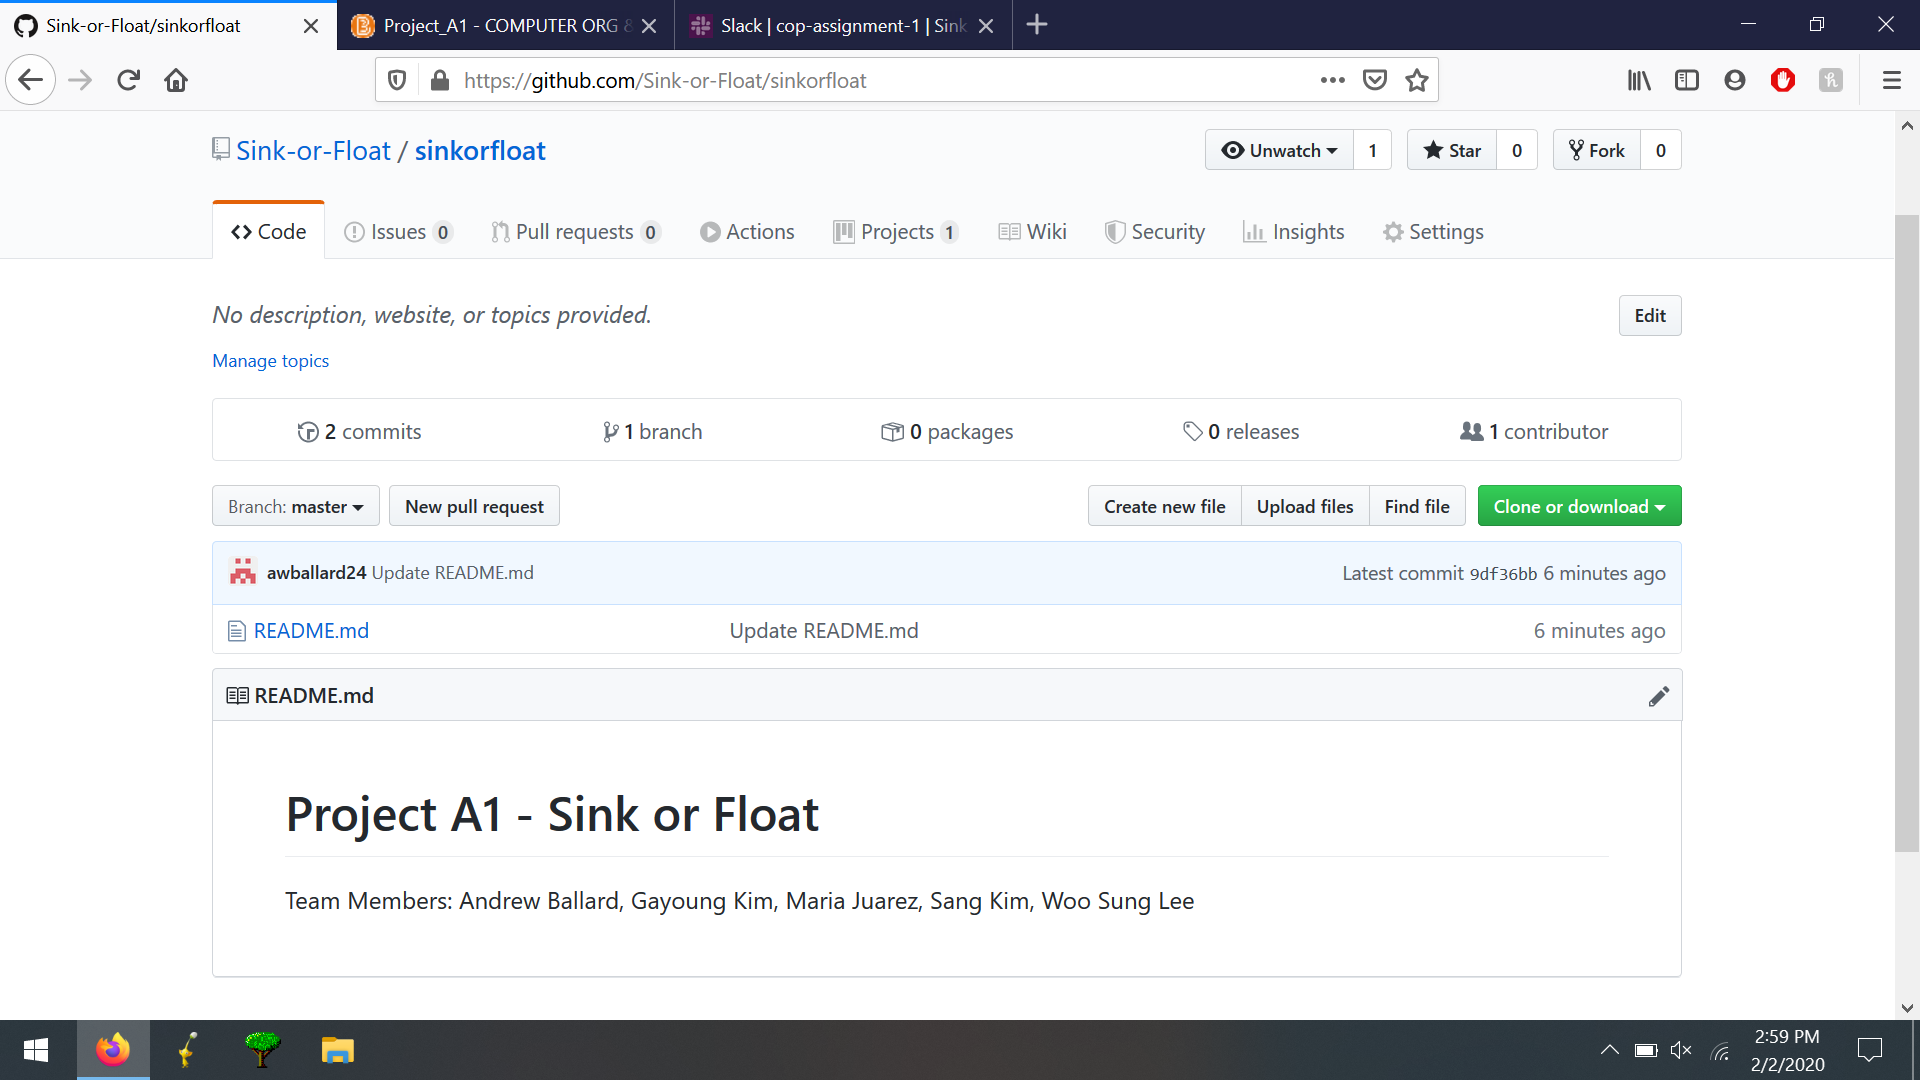 Sink-or-Float/sinkorfloat
Project_A1 - COMPUTER ORG &
Slack | cop-assignment-1 | Sink
https://github.com/Sink-or-Float/sinkorfloat
Sink-or-Float / sinkorfloat
Unwatch 1
Star 0
Fork 0
Code
Issues 0
Pull requests 0
Actions
Projects 1
Wiki
Security
Insights
Settings
No description, website, or topics provided.
Edit
Manage topics
2 commits
1 branch
0 packages
0 releases
1 contributor
Branch: master
New pull request
Create new file
Upload files
Find file
Clone or download
awballard24 Update README.md
Latest commit 9df36bb 6 minutes ago
README.md
Update README.md
6 minutes ago
README.md
Project A1 - Sink or Float
Team Members: Andrew Ballard, Gayoung Kim, Maria Juarez, Sang Kim, Woo Sung Lee
2:59 PM
2/2/2020